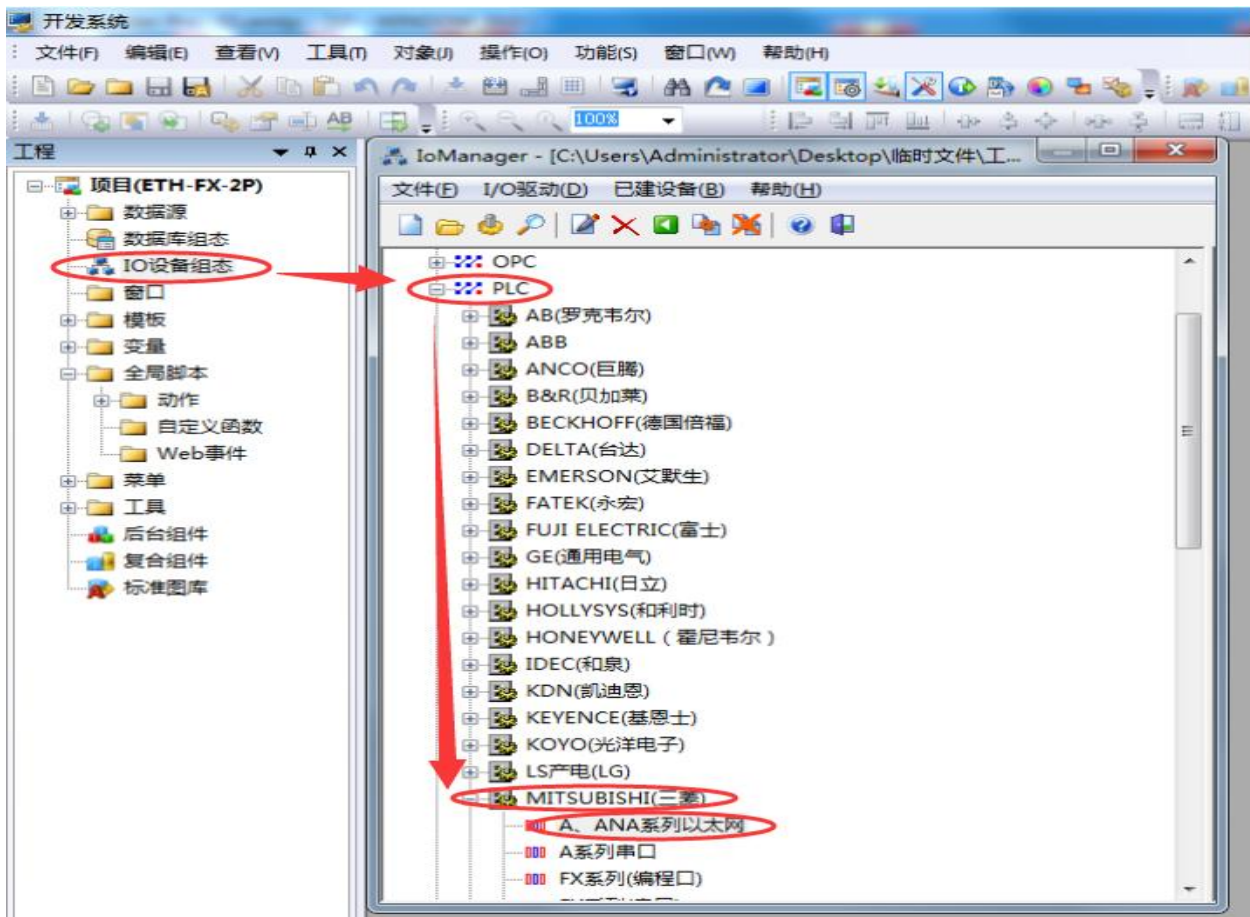 开发系统
文件(F) 编辑(E) 查看(V) 工具(T) 对象(J) 操作(O) 功能(S) 窗口(W) 帮助(H)
AB
100%
工程
项目(ETH-FX-2P)
数据源
数据库组态
IO设备组态
窗口
模板
变量
全局脚本
动作
自定义函数
Web事件
菜单
工具
后台组件
复合组件
标准图库
IoManager - [C:\Users\Administrator\Desktop\临时文件\工...
文件(F) I/O驱动(D) 已建设备(B) 帮助(H)
OPC
PLC
AB(罗克韦尔)
ABB
ANCO(巨腾)
B&R(贝加莱)
BECKHOFF(德国倍福)
DELTA(台达)
EMERSON(艾默生)
FATEK(永宏)
FUJI ELECTRIC(富士)
GE(通用电气)
HITACHI(日立)
HOLLYSYS(和利时)
HONEYWELL（霍尼韦尔）
IDEC(和泉)
KDN(凯迪恩)
KEYENCE(基恩士)
KOYO(光洋电子)
LS产电(LG)
MITSUBISHI(三菱)
A、ANA系列以太网
A系列串口
FX系列(编程口)